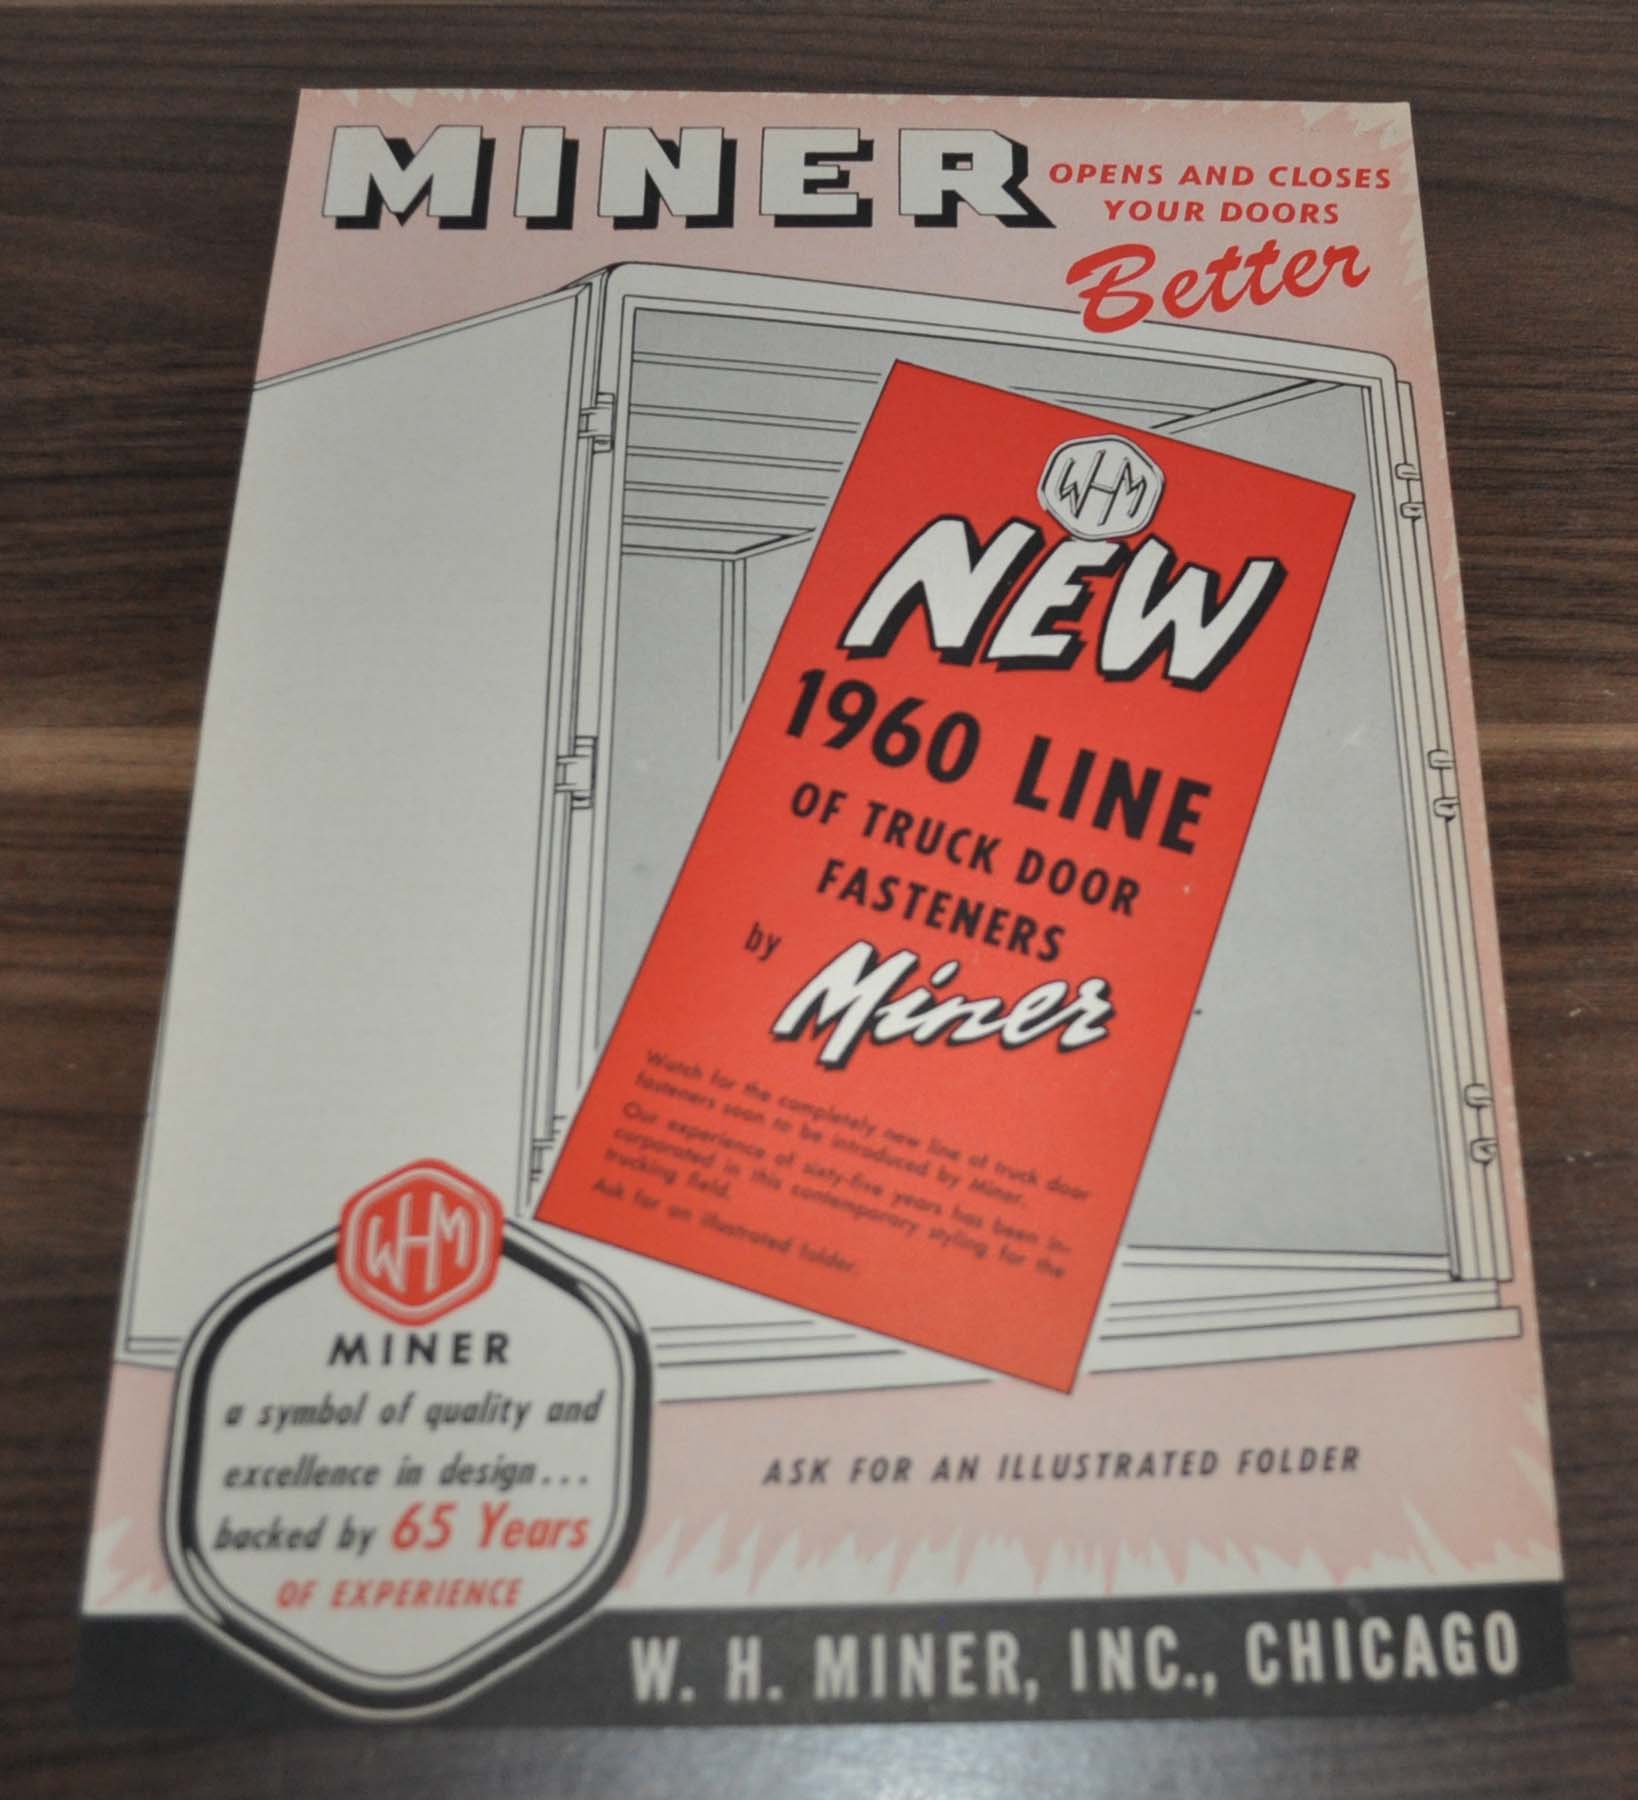 MINER
OPENS AND CLOSES
YOUR DOORS
Better
WHM
NEW
1960 LINE
OF TRUCK DOOR
FASTENERS
by Miner
Watch for the completely new line of truck door
fasteners soon to be introduced by Miner.
Our experience of sixty-five years has been in-
corporated in this contemporary styling for the
trucking field.
Ask for an illustrated folder.
WHM
MINER
a symbol of quality and
excellence in design...
backed by 65 Years
OF EXPERIENCE
ASK FOR AN ILLUSTRATED FOLDER
W. H. MINER, INC., CHICAGO